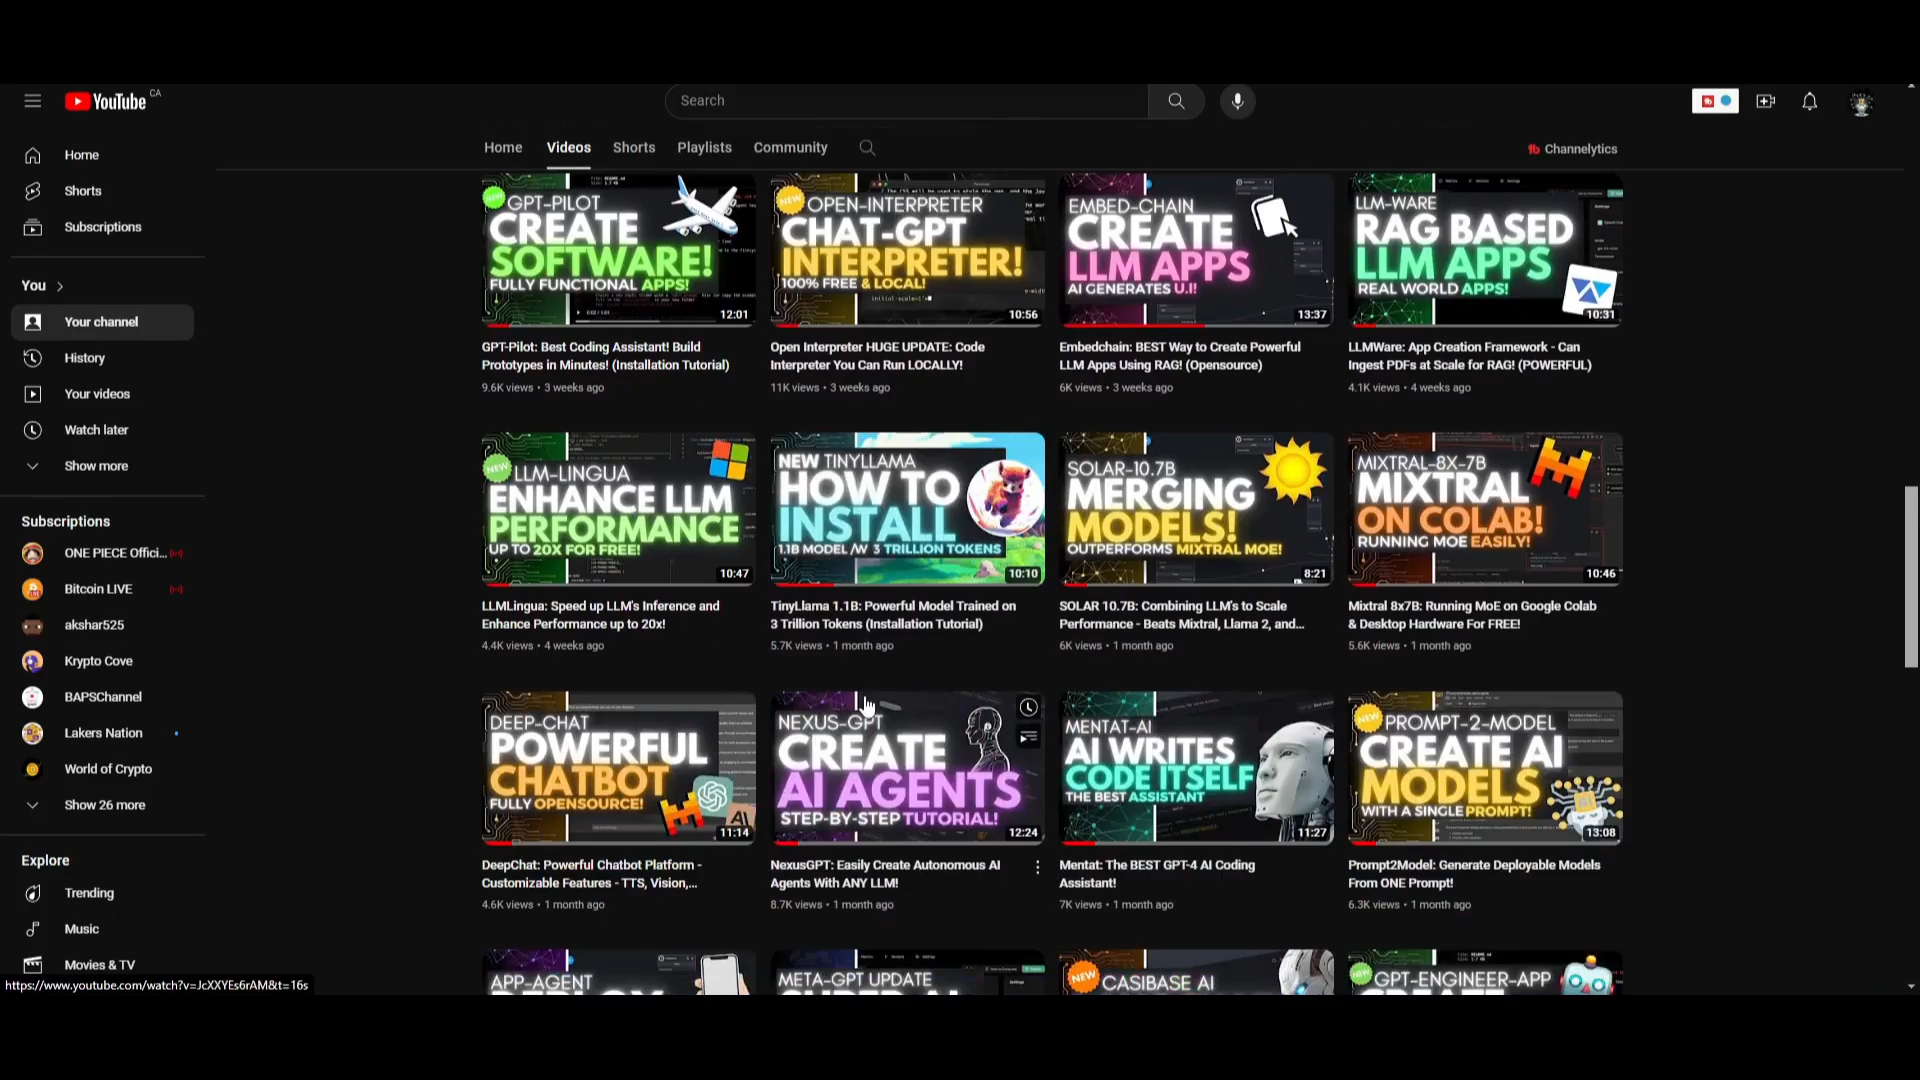 YouTube CA
Search
Home
Shorts
Subscriptions
You
Your channel
History
Your videos
Watch later
Show more
Subscriptions
ONE PIECE Offici...
Bitcoin LIVE
akshar525
Krypto Cove
BAPSChannel
Lakers Nation
World of Crypto
Show 26 more
Explore
Trending
Music
Movies & TV
https://www.youtube.com/watch?v=JcXXYEs6rAM&t=16s
Home Videos Shorts Playlists Community
Channelytics
NEW GPT-PILOT
CREATE
SOFTWARE!
FULLY FUNCTIONAL APPS!
12:01
GPT-Pilot: Best Coding Assistant! Build
Prototypes in Minutes! (Installation Tutorial)
9.6K views • 3 weeks ago
NEW OPEN-INTERPRETER
CHAT-GPT
INTERPRETER!
100% FREE & LOCAL!
10:56
Open Interpreter HUGE UPDATE: Code
Interpreter You Can Run LOCALLY!
11K views • 3 weeks ago
EMBED-CHAIN
CREATE
LLM APPS
AI GENERATES U.I!
13:37
Embedchain: BEST Way to Create Powerful
LLM Apps Using RAG! (Opensource)
6K views • 3 weeks ago
LLM-WARE
RAG BASED
LLM APPS
REAL WORLD APPS!
10:31
LLMWare: App Creation Framework - Can
Ingest PDFs at Scale for RAG! (POWERFUL)
4.1K views • 4 weeks ago
NEW LLM-LINGUA
ENHANCE LLM
PERFORMANCE
UP TO 20X FOR FREE!
10:47
LLMLingua: Speed up LLM's Inference and
Enhance Performance up to 20x!
4.4K views • 4 weeks ago
NEW TINYLLAMA
HOW TO
INSTALL
1.1B MODEL /W 3 TRILLION TOKENS
10:10
TinyLlama 1.1B: Powerful Model Trained on
3 Trillion Tokens (Installation Tutorial)
5.7K views • 1 month ago
SOLAR-10.7B
MERGING
MODELS!
OUTPERFORMS MIXTRAL MOE!
8:21
SOLAR 10.7B: Combining LLM's to Scale
Performance - Beats Mixtral, Llama 2, and...
6K views • 1 month ago
MIXTRAL-8X-7B
MIXTRAL
ON COLAB!
RUNNING MOE EASILY!
10:46
Mixtral 8x7B: Running MoE on Google Colab
& Desktop Hardware For FREE!
5.6K views • 1 month ago
DEEP-CHAT
POWERFUL
CHATBOT
FULLY OPENSOURCE!
11:14
DeepChat: Powerful Chatbot Platform -
Customizable Features - TTS, Vision,...
4.6K views • 1 month ago
NEXUS-GPT
CREATE
AI AGENTS
STEP-BY-STEP TUTORIAL!
12:24
NexusGPT: Easily Create Autonomous AI
Agents With ANY LLM!
8.7K views • 1 month ago
MENTAT-AI
AI WRITES
CODE ITSELF
THE BEST ASSISTANT
11:27
Mentat: The BEST GPT-4 AI Coding
Assistant!
7K views • 1 month ago
NEW PROMPT-2-MODEL
CREATE AI
MODELS
WITH A SINGLE PROMPT!
13:08
Prompt2Model: Generate Deployable Models
From ONE Prompt!
6.3K views • 1 month ago
APP-AGENT
META-GPT UPDATE
NEW CASIBASE AI
NEW GPT-ENGINEER-APP